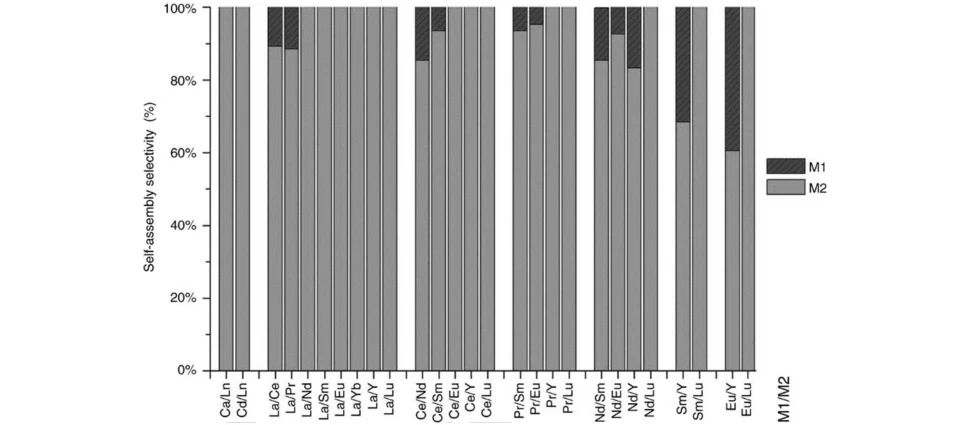 100%
80%
60%
40%
20%
0%
Self-assembly selectivity (%)
Ca/Ln
Cd/Ln
La/Ce
La/Pr
La/Nd
La/Sm
La/Eu
La/Yb
La/Y
La/Lu
Ce/Nd
Ce/Sm
Ce/Eu
Ce/Y
Ce/Lu
Pr/Sm
Pr/Eu
Pr/Y
Pr/Lu
Nd/Sm
Nd/Eu
Nd/Y
Nd/Lu
Sm/Y
Sm/Lu
Eu/Y
Eu/Lu
M1/M2
M1
M2